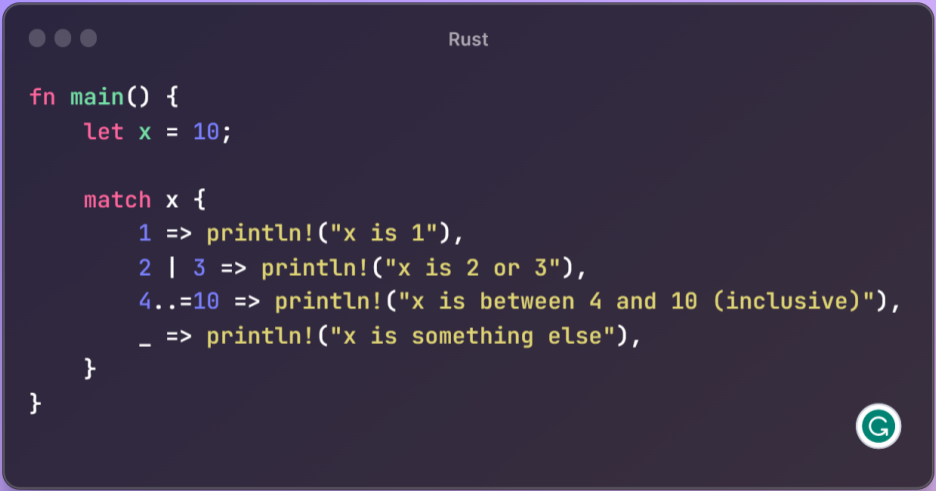 Rust
fn main() {
    let x = 10;

    match x {
        1 => println!("x is 1"),
        2 | 3 => println!("x is 2 or 3"),
        4..=10 => println!("x is between 4 and 10 (inclusive)"),
        _ => println!("x is something else"),
    }
}